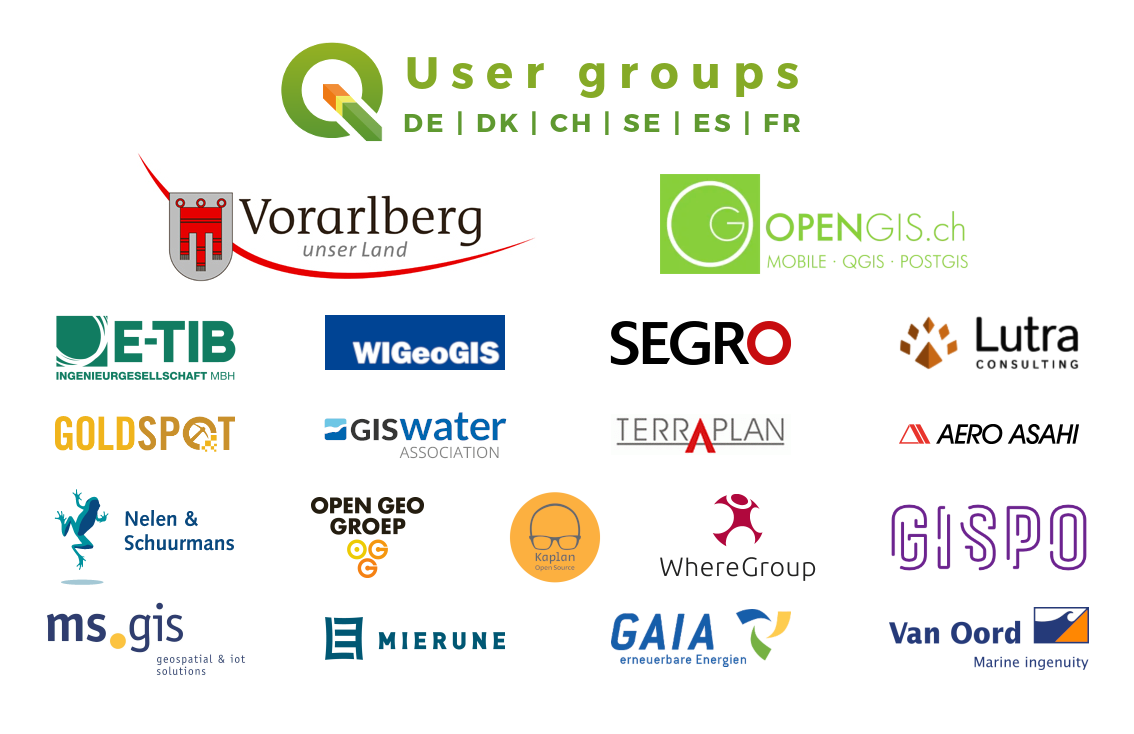 User groups
DE | DK | CH | SE | ES | FR
Vorarlberg
unser Land
G
OPENGIS.ch
MOBILE · QGIS · POSTGIS
E-TIB
INGENIEURGESELLSCHAFT MBH
WIGeoGIS
SEGRO
Lutra
CONSULTING
GOLDSPOT
GISwater
ASSOCIATION
TERRAPLAN
AERO ASAHI
Nelen &
Schuurmans
OPEN GEO
GROEP
OGG
Kaplan
Open Source
WhereGroup
GISPO
ms.gis
geospatial & iot
solutions
MIERUNE
GAIA
erneuerbare Energien
Van Oord
Marine ingenuity